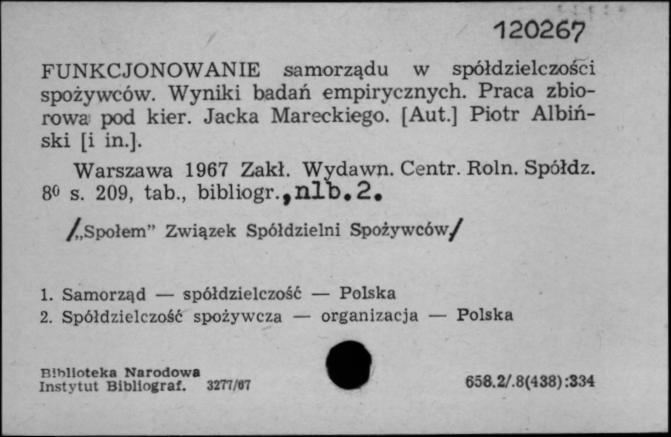 120267
FUNKCJONOWANIE samorządu w spółdzielczości
spożywców. Wyniki badań empirycznych. Praca zbio-
rowa pod kier. Jacka Mareckiego. [Aut.] Piotr Albiń-
ski [i in.].
Warszawa 1967 Zakł. Wydawn. Centr. Roln. Spółdz.
8⁰ s. 209, tab., bibliogr., nlb. 2.
/„Społem” Związek Spółdzielni Spożywców/
1. Samorząd — spółdzielczość — Polska
2. Spółdzielczość spożywcza — organizacja — Polska
Biblioteka Narodowa
Instytut Bibliograf. 3277/67
658.2/.8(438):334